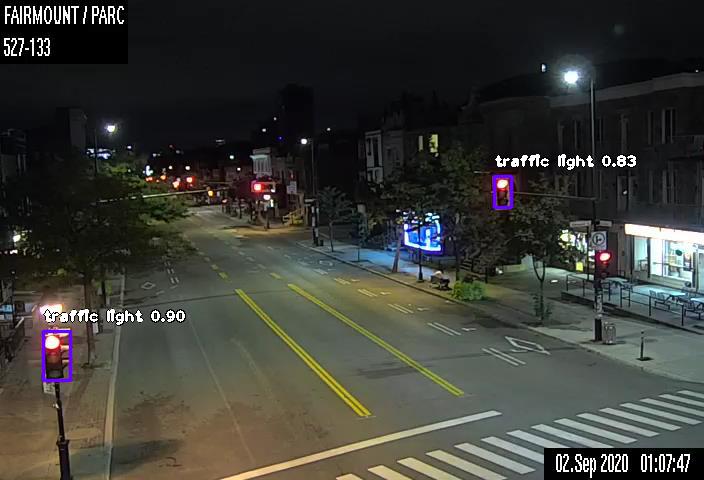 FAIRMOUNT / PARC
527-133
traffic light 0.83
traffic light 0.90
02.Sep 2020 01:07:47